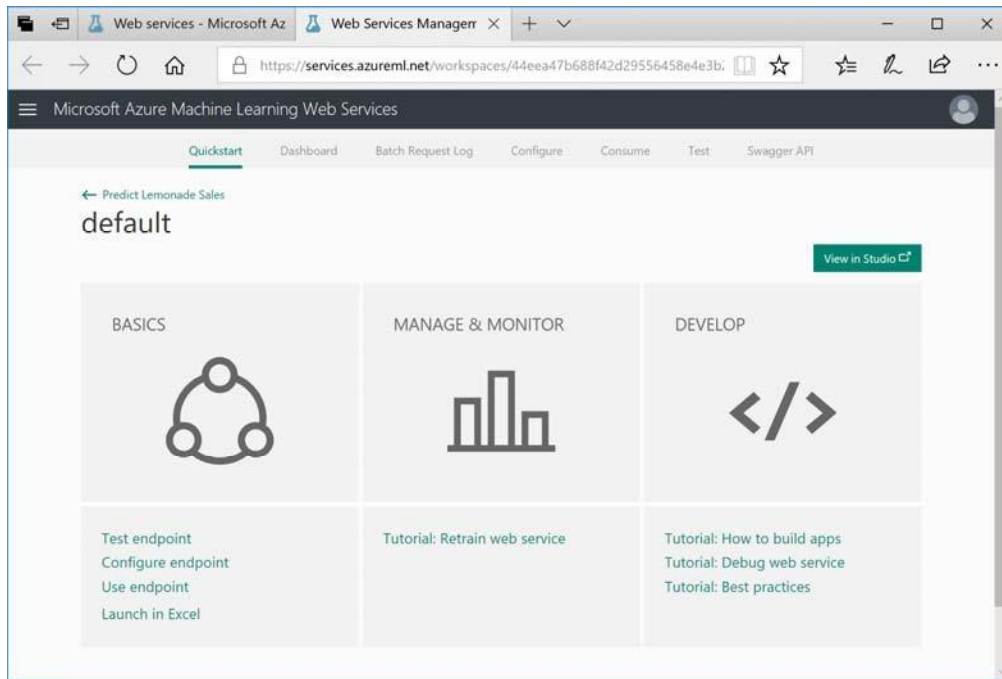 Web services - Microsoft Az
Web Services Managem
https://services.azureml.net/workspaces/44eea47b688f42d29556458e4e3b
Microsoft Azure Machine Learning Web Services
Quickstart Dashboard Batch Request Log Configure Consume Test Swagger API
Predict Lemonade Sales
default
View in Studio
BASICS MANAGE & MONITOR DEVELOP
Test endpoint
Configure endpoint
Use endpoint
Launch in Excel
Tutorial: Retrain web service
Tutorial: How to build apps
Tutorial: Debug web service
Tutorial: Best practices